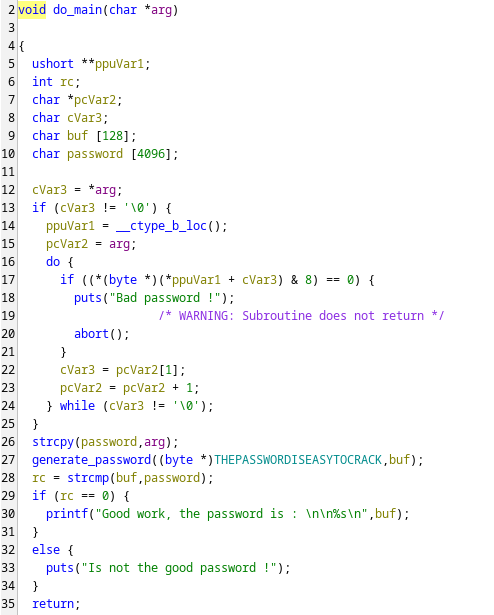 2 void do_main(char *arg)
3
4 {
5   ushort **ppuVar1;
6   int rc;
7   char *pcVar2;
8   char cVar3;
9   char buf [128];
10   char password [4096];
11
12   cVar3 = *arg;
13   if (cVar3 != '\0') {
14     ppuVar1 = __ctype_b_loc();
15     pcVar2 = arg;
16     do {
17       if ((*(byte *)(*ppuVar1 + cVar3) & 8) == 0) {
18         puts("Bad password !");
19                     /* WARNING: Subroutine does not return */
20         abort();
21       }
22       cVar3 = pcVar2[1];
23       pcVar2 = pcVar2 + 1;
24     } while (cVar3 != '\0');
25   }
26   strcpy(password,arg);
27   generate_password((byte *)THEPASSWORDISEASYTOCRACK,buf);
28   rc = strcmp(buf,password);
29   if (rc == 0) {
30     printf("Good work, the password is : \n\n%s\n",buf);
31   }
32   else {
33     puts("Is not the good password !");
34   }
35   return;